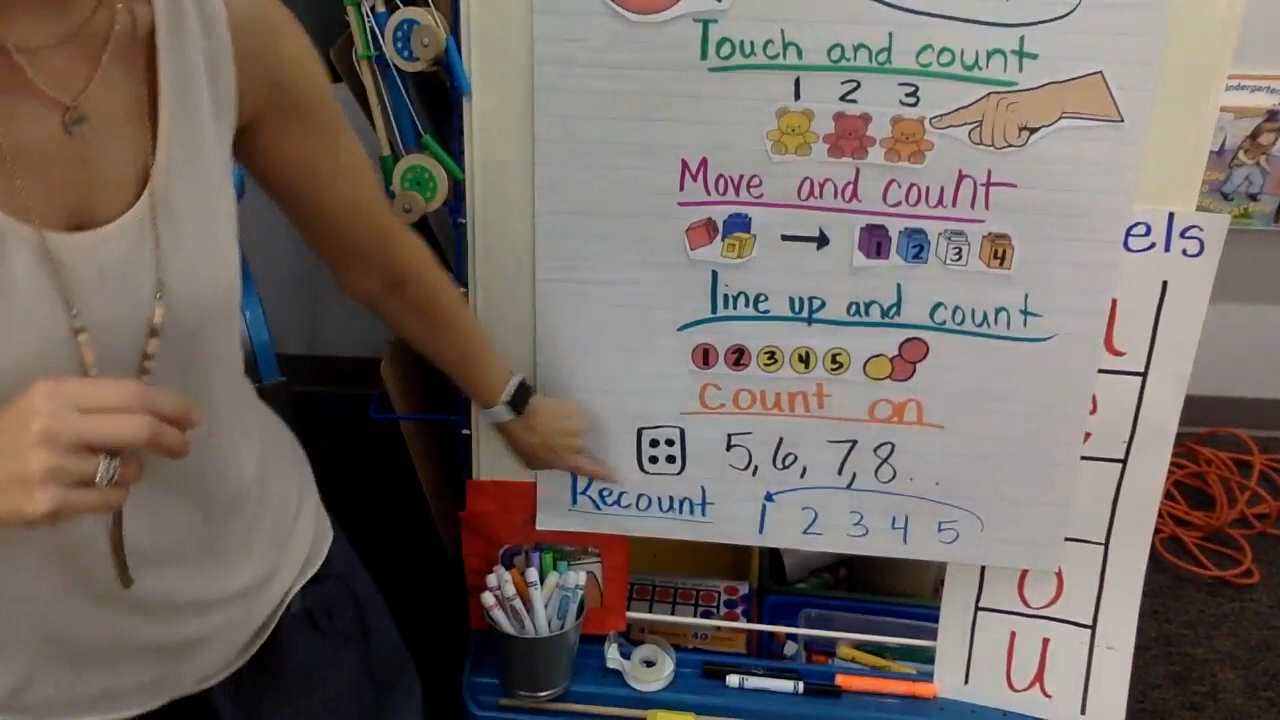 Touch and count
1 2 3
Move and count
1 2 3 4
line up and count
1 2 3 4 5
Count on
5, 6, 7, 8...
Recount
1 2 3 4 5
els
O
U
40